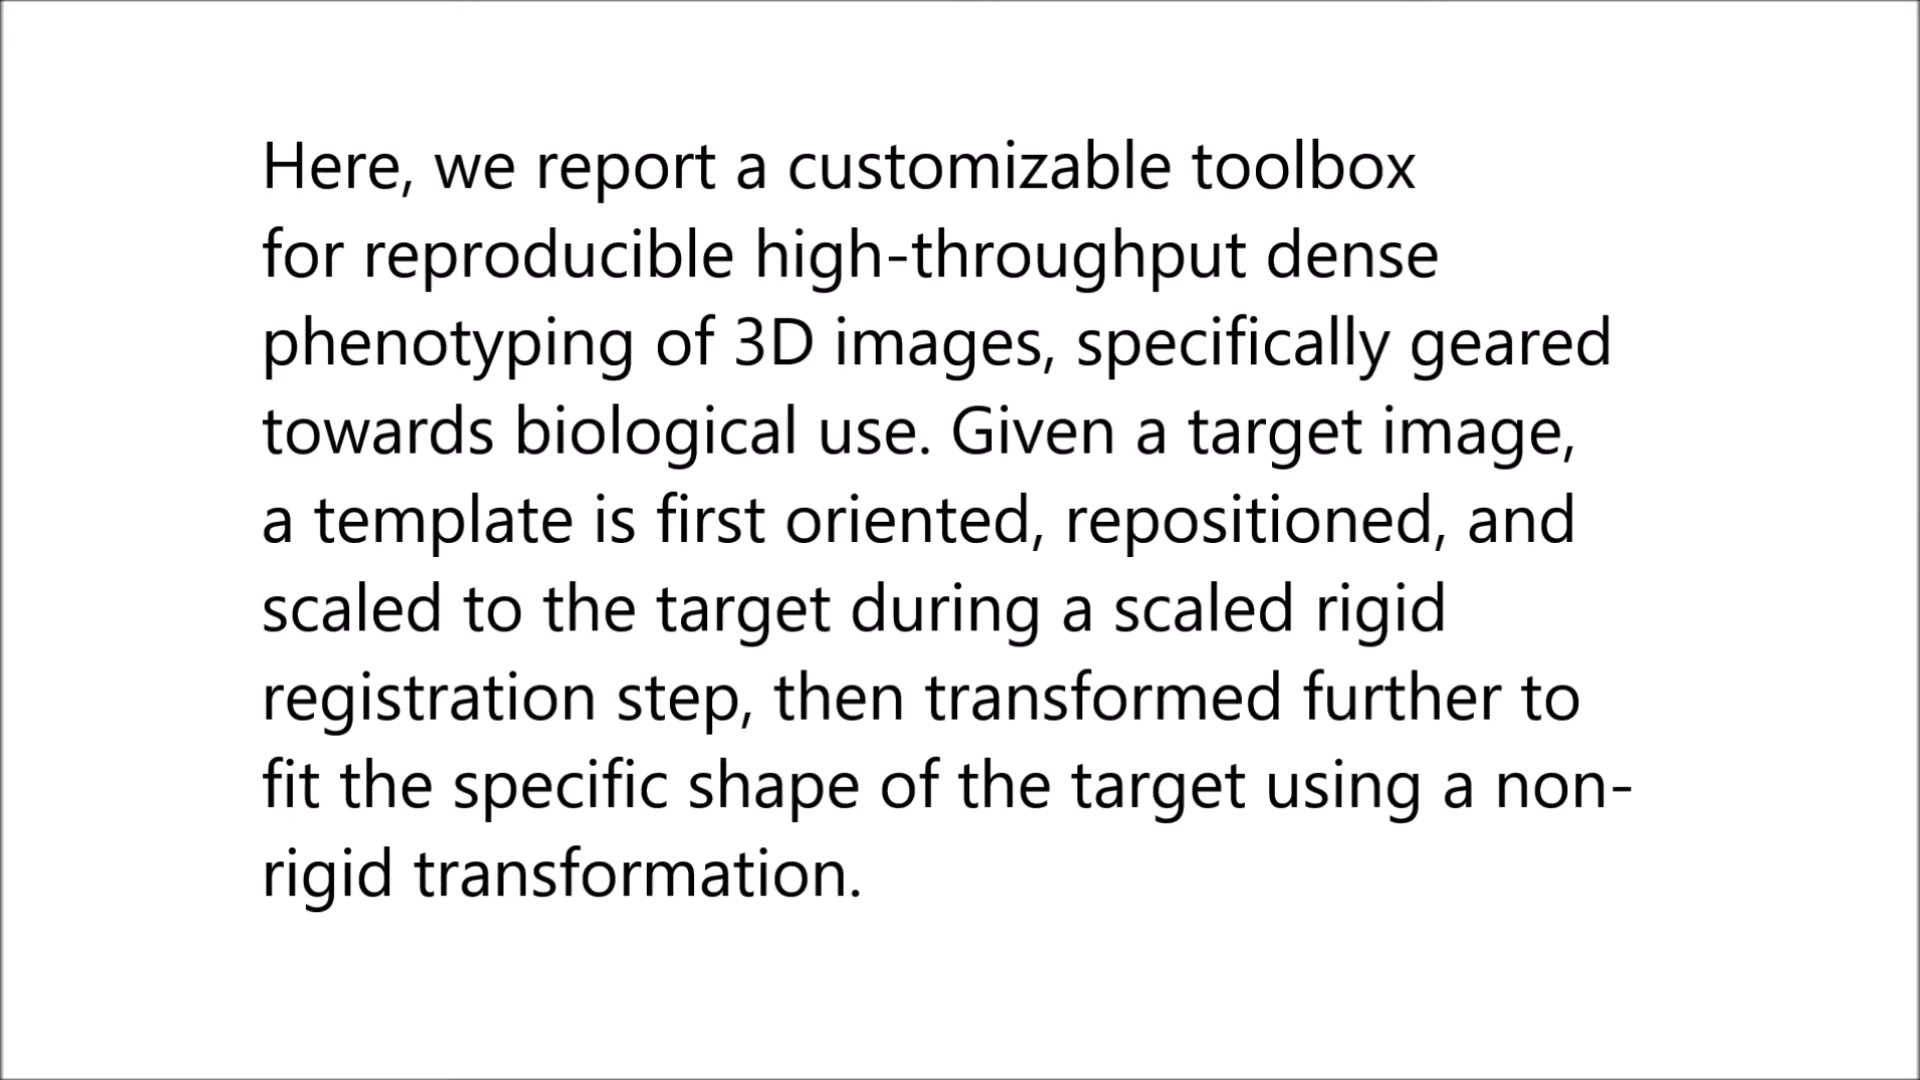 Here, we report a customizable toolbox
for reproducible high-throughput dense
phenotyping of 3D images, specifically geared
towards biological use. Given a target image,
a template is first oriented, repositioned, and
scaled to the target during a scaled rigid
registration step, then transformed further to
fit the specific shape of the target using a non-
rigid transformation.